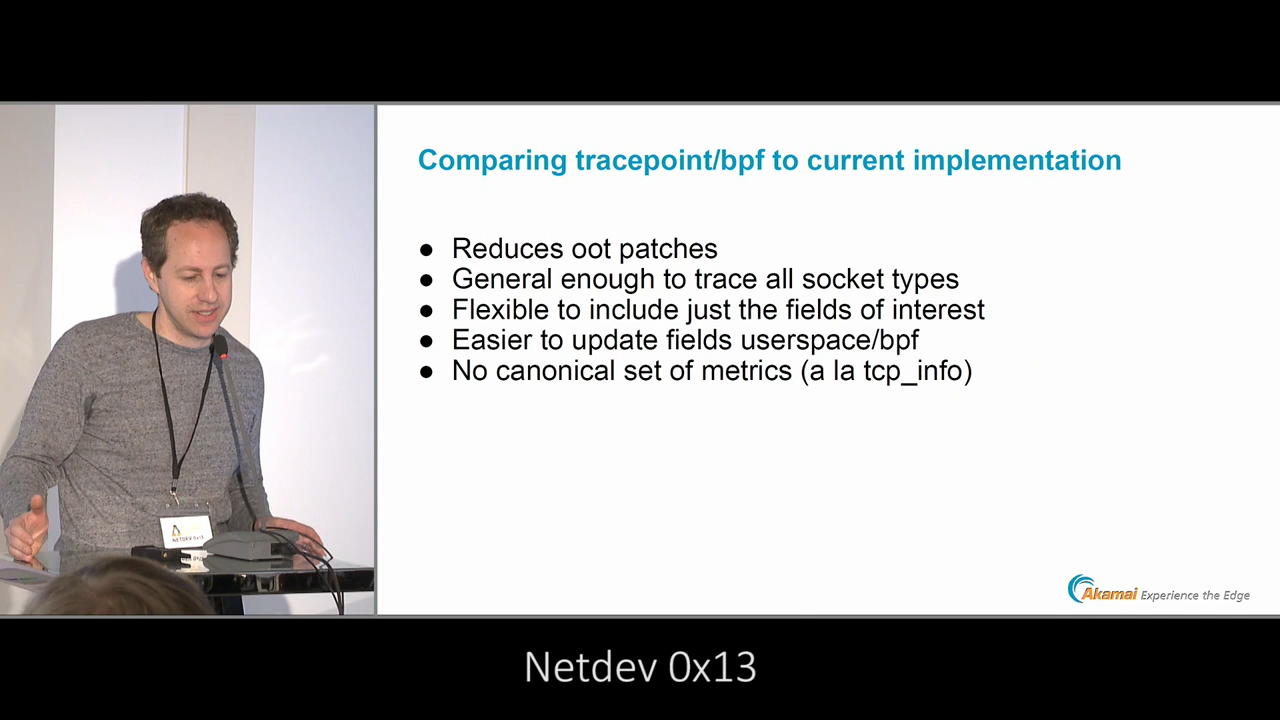 Comparing tracepoint/bpf to current implementation
● Reduces oot patches
● General enough to trace all socket types
● Flexible to include just the fields of interest
● Easier to update fields userspace/bpf
● No canonical set of metrics (a la tcp_info)
NETDEV 0x13
Akamai Experience the Edge
Netdev 0x13